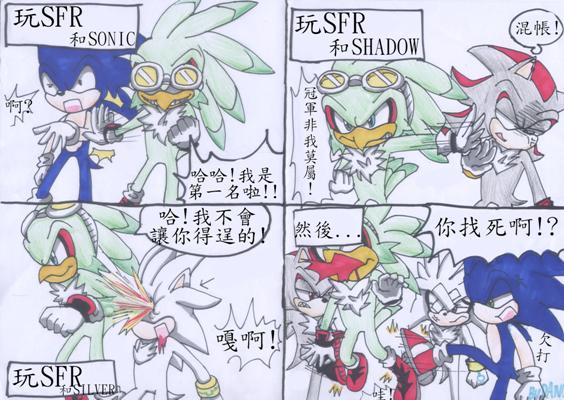 玩SFR
和SONIC
啊?
哈哈!我是
第一名啦!!
玩SFR
和SHADOW
混帳!
冠軍非我莫屬!
哈!我不會
讓你得逞的!
嘎啊!
玩SFR
和SILVER
然後...
你找死啊!?
欠打
哇!